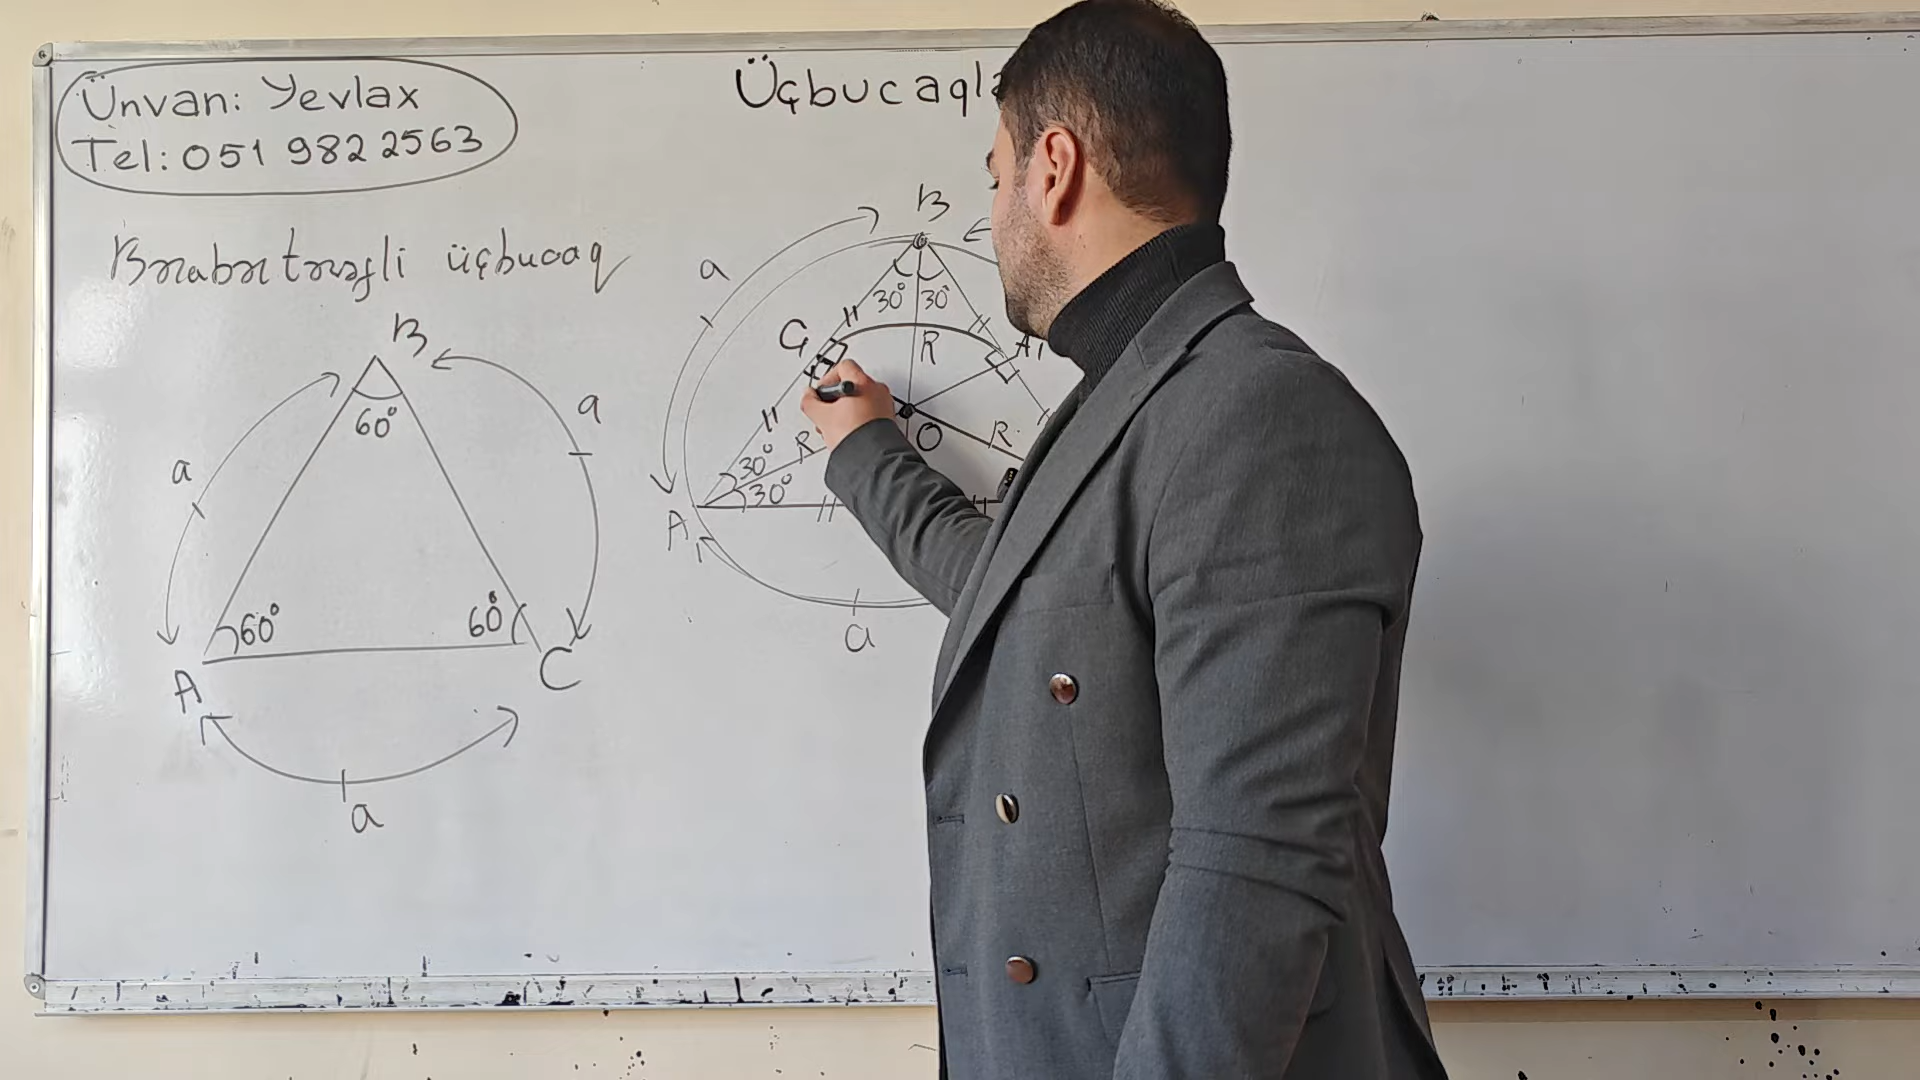 Ünvan: Yevlax
Tel: 051 982 2563
Üçbucaqla
Bərabərtərəfli üçbucaq
B
60°
a
a
A
60°
60°
C
a
B
a
30° 30°
C1
R
A1
O
R
R
30°
30°
A
a